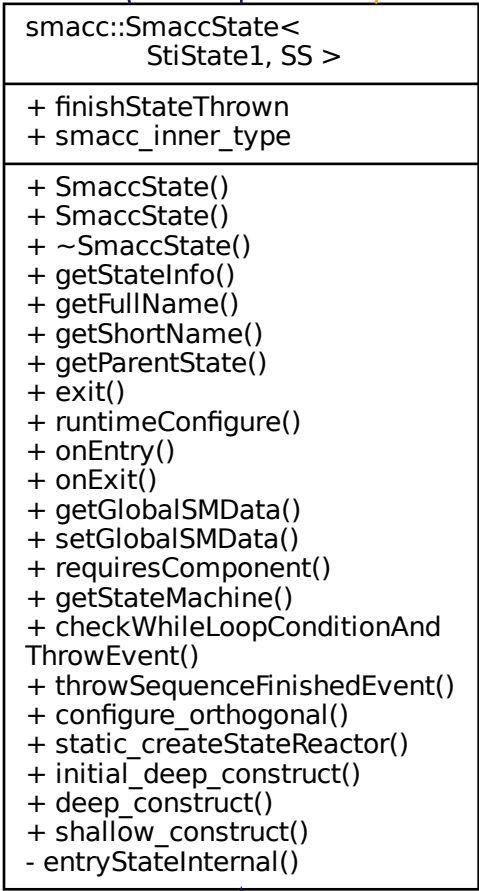 smacc::SmaccState<
StiState1, SS >
+ finishStateThrown
+ smacc_inner_type
+ SmaccState()
+ SmaccState()
+ ~SmaccState()
+ getStateInfo()
+ getFullName()
+ getShortName()
+ getParentState()
+ exit()
+ runtimeConfigure()
+ onEntry()
+ onExit()
+ getGlobalSMData()
+ setGlobalSMData()
+ requiresComponent()
+ getStateMachine()
+ checkWhileLoopConditionAnd
ThrowEvent()
+ throwSequenceFinishedEvent()
+ configure_orthogonal()
+ static_createStateReactor()
+ initial_deep_construct()
+ deep_construct()
+ shallow_construct()
- entryStateInternal()